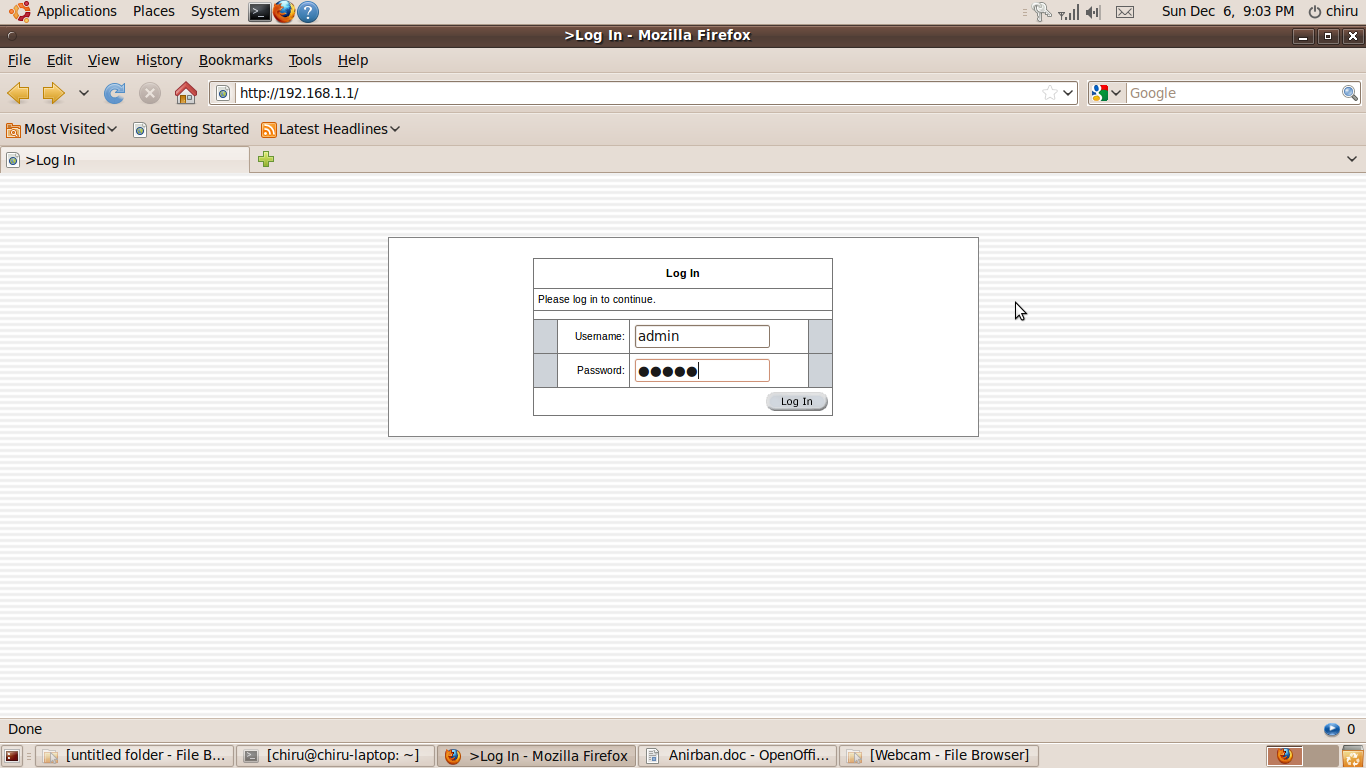 Applications Places System Sun Dec 6, 9:03 PM chiru
>Log In - Mozilla Firefox
File Edit View History Bookmarks Tools Help
http://192.168.1.1/ Google
Most Visited Getting Started Latest Headlines
>Log In
Log In
Please log in to continue.
Username: admin
Password: ●●●●●
Log In
Done 0
[untitled folder - File B... [chiru@chiru-laptop: ~] >Log In - Mozilla Firefox Anirban.doc - OpenOffi... [Webcam - File Browser]